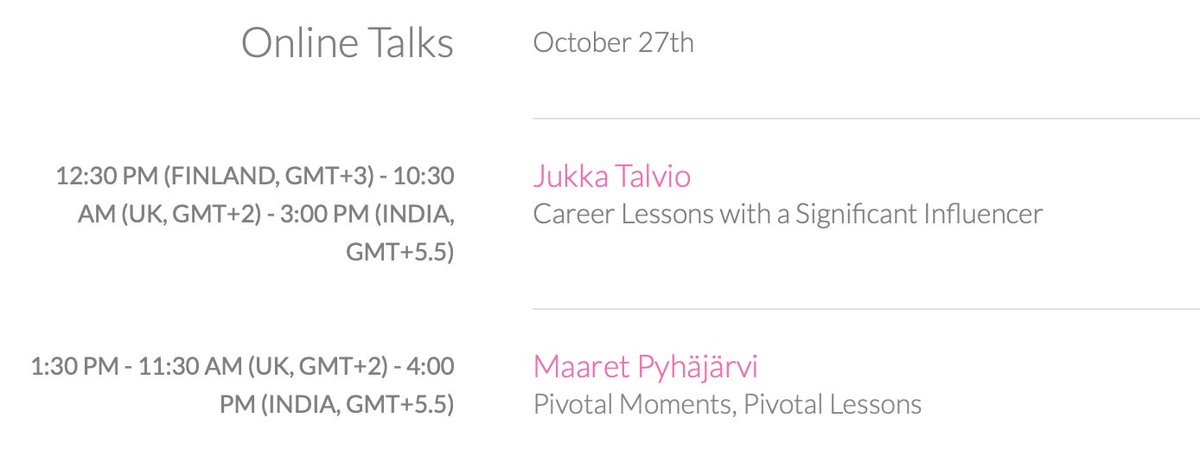 Online Talks
October 27th
12:30 PM (FINLAND, GMT+3) - 10:30
AM (UK, GMT+2) - 3:00 PM (INDIA,
GMT+5.5)
Jukka Talvio
Career Lessons with a Significant Influencer
1:30 PM - 11:30 AM (UK, GMT+2) - 4:00
PM (INDIA, GMT+5.5)
Maaret Pyhäjärvi
Pivotal Moments, Pivotal Lessons